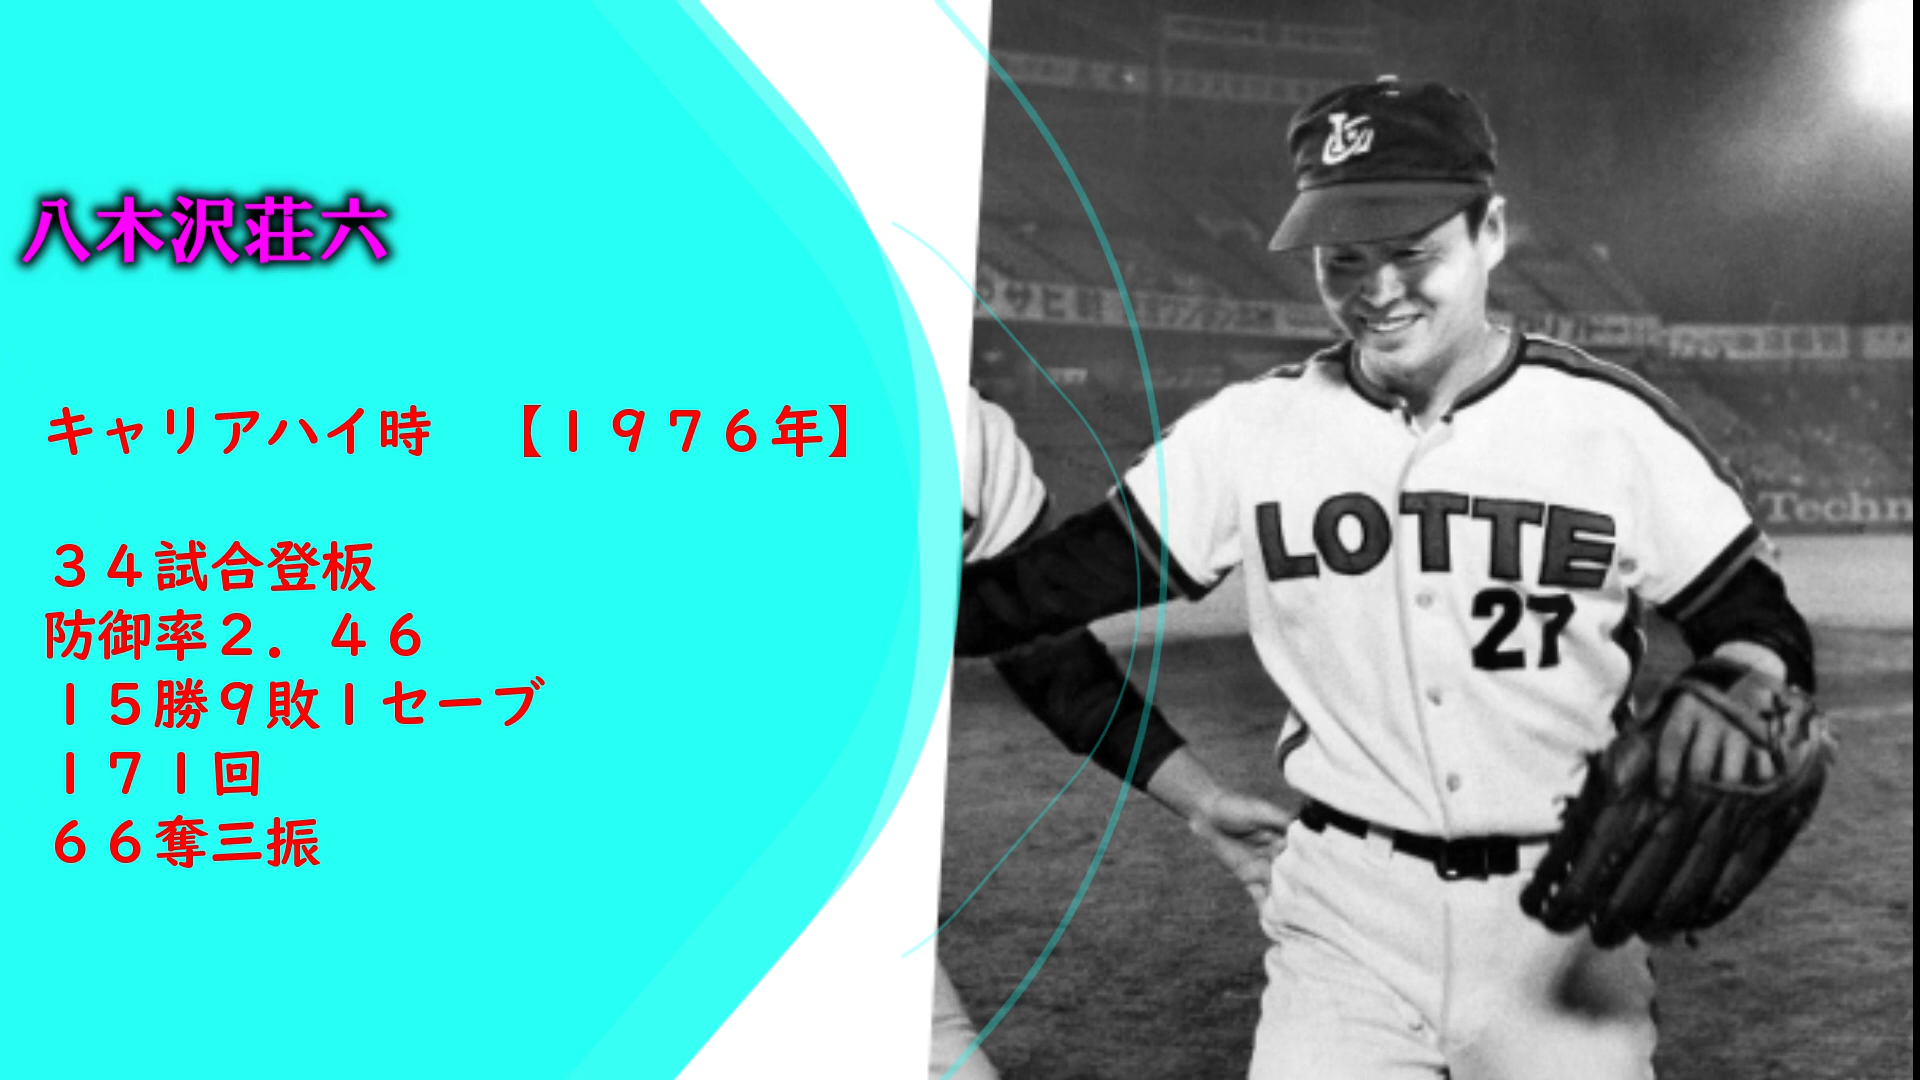 八木沢荘六
キャリアハイ時　【１９７６年】
３４試合登板
防御率２．４６
１５勝９敗１セーブ
１７１回
６６奪三振
LOTTE
27
Techn